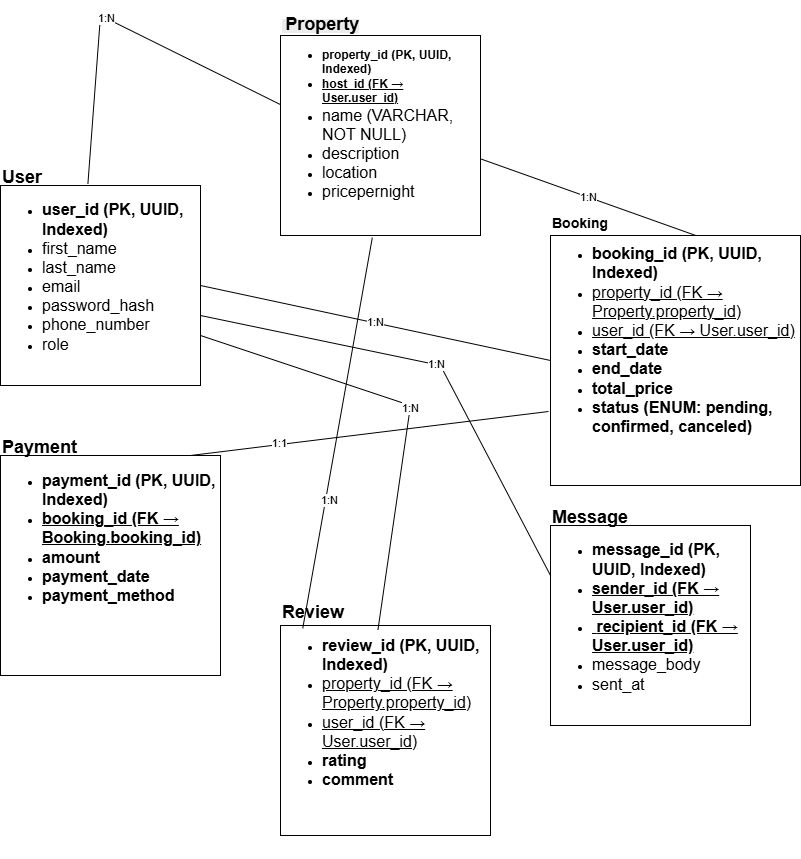 1:N
Property
property_id (PK, UUID,
Indexed)
host_id (FK →
User.user_id)
name (VARCHAR,
NOT NULL)
description
location
pricepernight
User
user_id (PK, UUID,
Indexed)
first_name
last_name
email
password_hash
phone_number
role
1:N
Booking
booking_id (PK, UUID,
Indexed)
property_id (FK →
Property.property_id)
user_id (FK → User.user_id)
start_date
end_date
total_price
status (ENUM: pending,
confirmed, canceled)
1:N
1:N
1:N
1:1
1:N
Payment
payment_id (PK, UUID,
Indexed)
booking_id (FK →
Booking.booking_id)
amount
payment_date
payment_method
Message
message_id (PK,
UUID, Indexed)
sender_id (FK →
User.user_id)
recipient_id (FK →
User.user_id)
message_body
sent_at
Review
review_id (PK, UUID,
Indexed)
property_id (FK →
Property.property_id)
user_id (FK →
User.user_id)
rating
comment